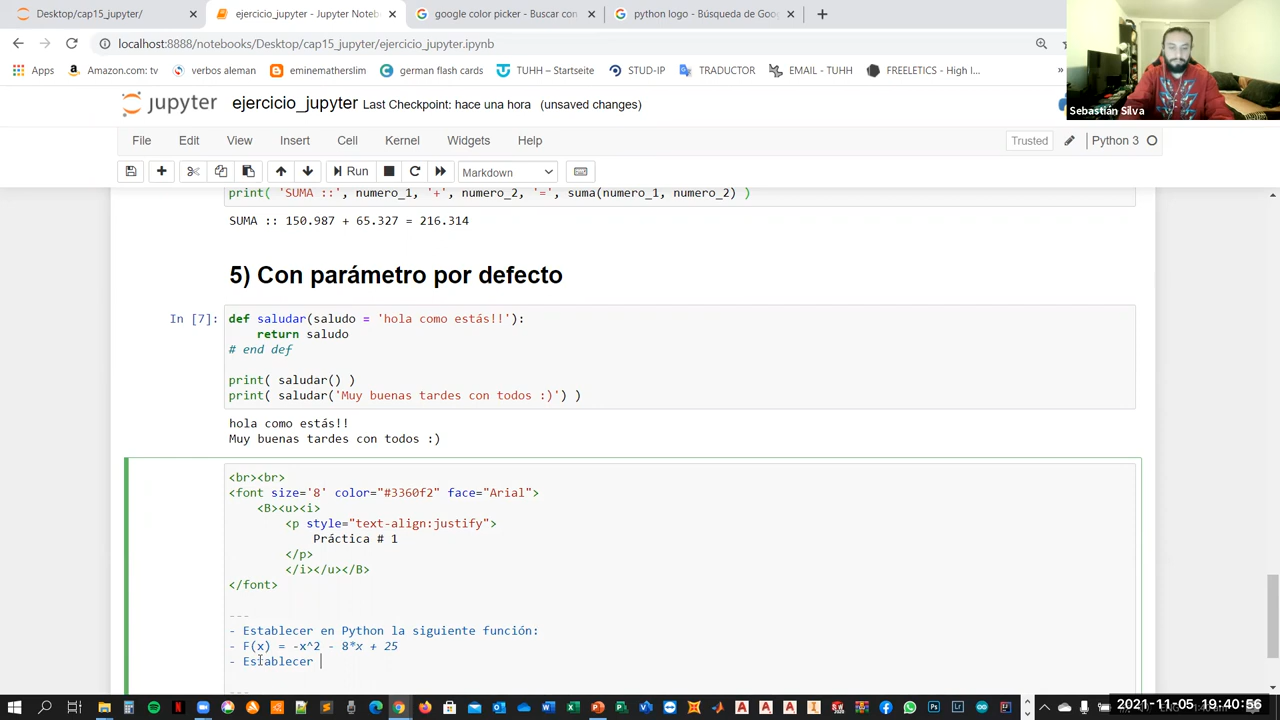 Desktop/cap15_jupyter/
ejercicio_jupyter - Jupyter Noteb
google color picker - Buscar con
python logo - Búsqueda de Goo
localhost:8888/notebooks/Desktop/cap15_jupyter/ejercicio_jupyter.ipynb
Apps
Amazon.com: tv
verbos aleman
eminematherslim
german flash cards
TUHH – Startseite
STUD-IP
TRADUCTOR
EMAIL - TUHH
FREELETICS - High I...
Sebastián Silva
jupyter
ejercicio_jupyter Last Checkpoint: hace una hora (unsaved changes)
File Edit View Insert Cell Kernel Widgets Help
Trusted
Python 3
Run
Markdown
print( 'SUMA ::', numero_1, '+', numero_2, '=', suma(numero_1, numero_2) )
SUMA :: 150.987 + 65.327 = 216.314
5) Con parámetro por defecto
In [7]: def saludar(saludo = 'hola como estás!!'):
return saludo
# end def
print( saludar() )
print( saludar('Muy buenas tardes con todos :)') )
hola como estás!!
Muy buenas tardes con todos :)
<br><br>
<font size='8' color="#3360f2" face="Arial">
<B><u><i>
<p style="text-align:justify">
Práctica # 1
</p>
</i></u></B>
</font>
---
- Establecer en Python la siguiente función:
- F(x) = -x^2 - 8*x + 25
- Establecer
---
2021-11-05 19:40:56